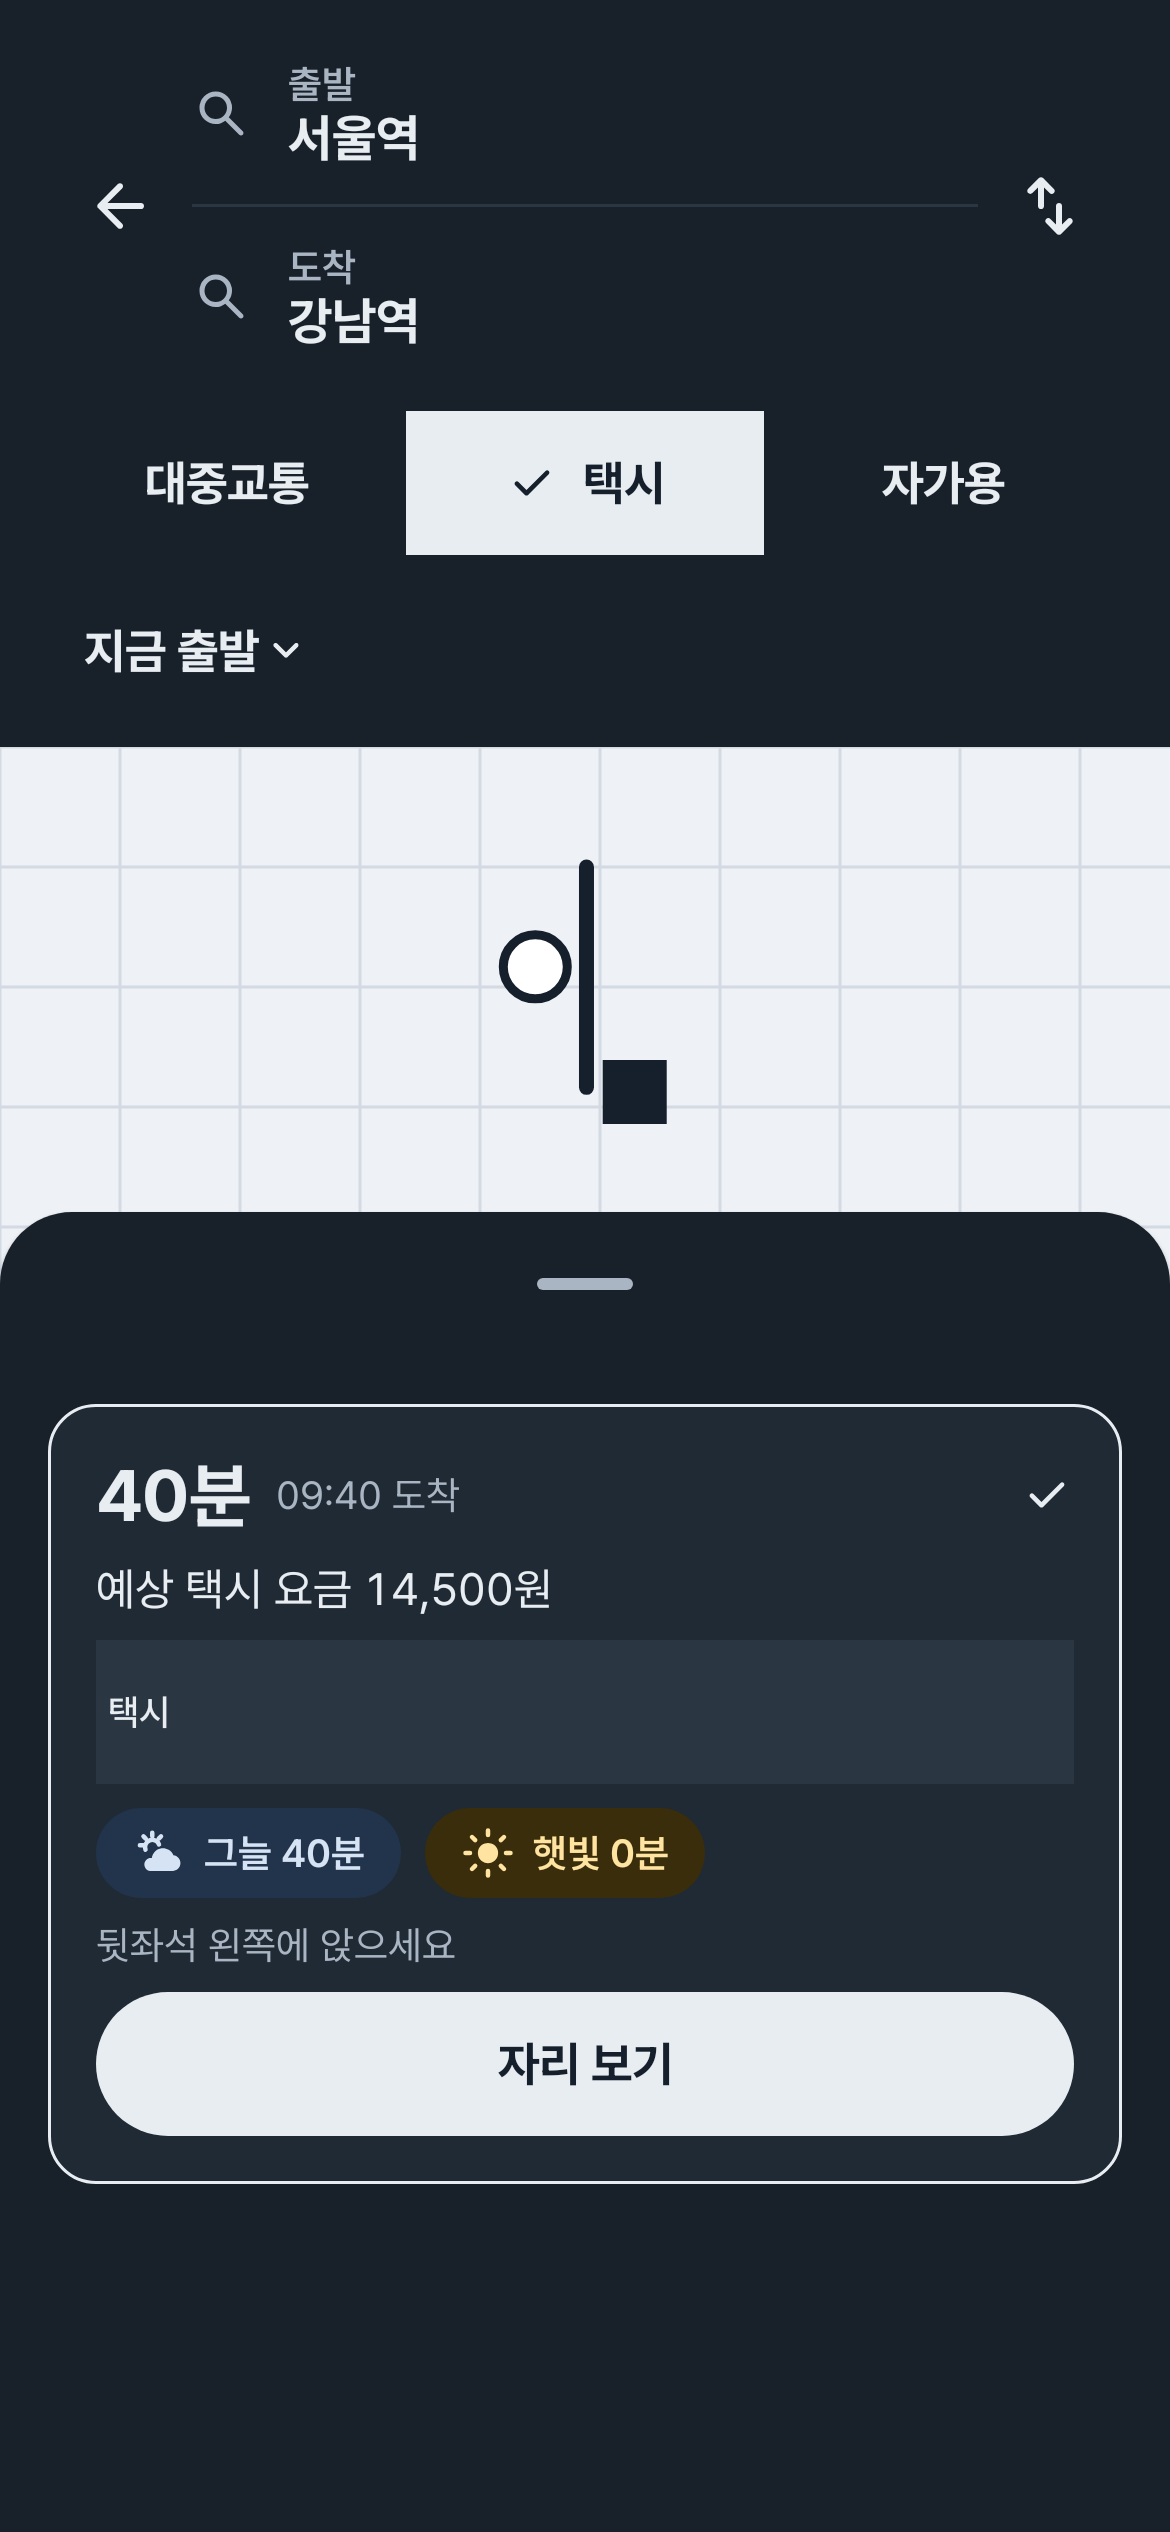 출발
서울역
도착
강남역
대중교통
택시
자가용
지금 출발
40분 09:40 도착
예상 택시 요금 14,500원
택시
그늘 40분
햇빛 0분
뒷좌석 왼쪽에 앉으세요
자리 보기